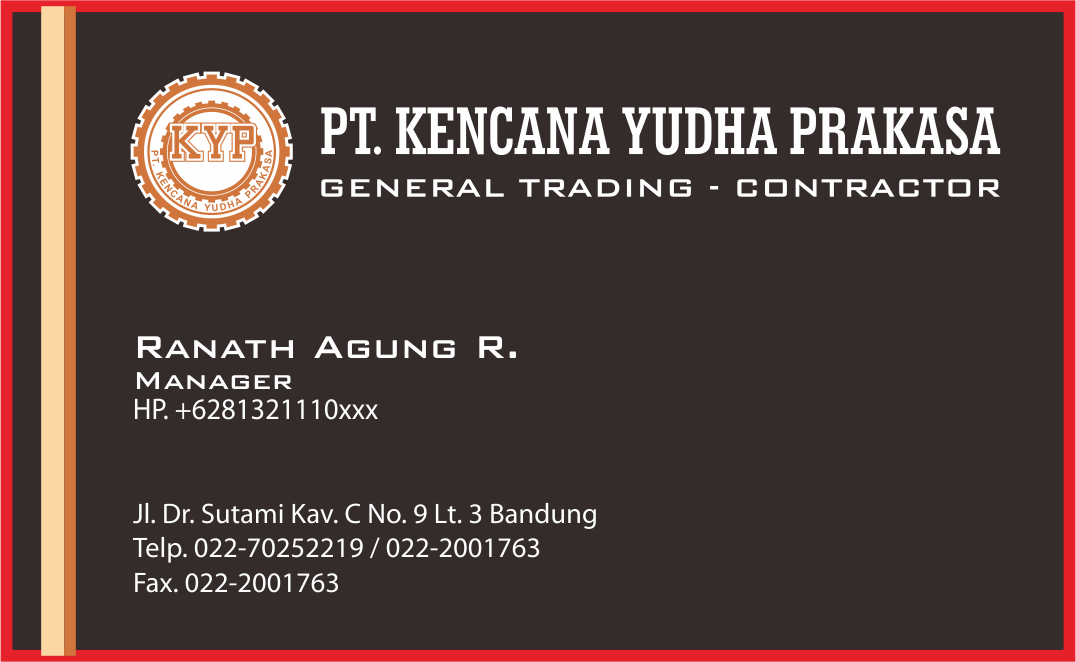 KYP
PT. KENCANA YUDHA PRAKASA
PT. KENCANA YUDHA PRAKASA
GENERAL TRADING - CONTRACTOR
RANATH AGUNG R.
MANAGER
HP. +6281321110xxx
Jl. Dr. Sutami Kav. C No. 9 Lt. 3 Bandung
Telp. 022-70252219 / 022-2001763
Fax. 022-2001763